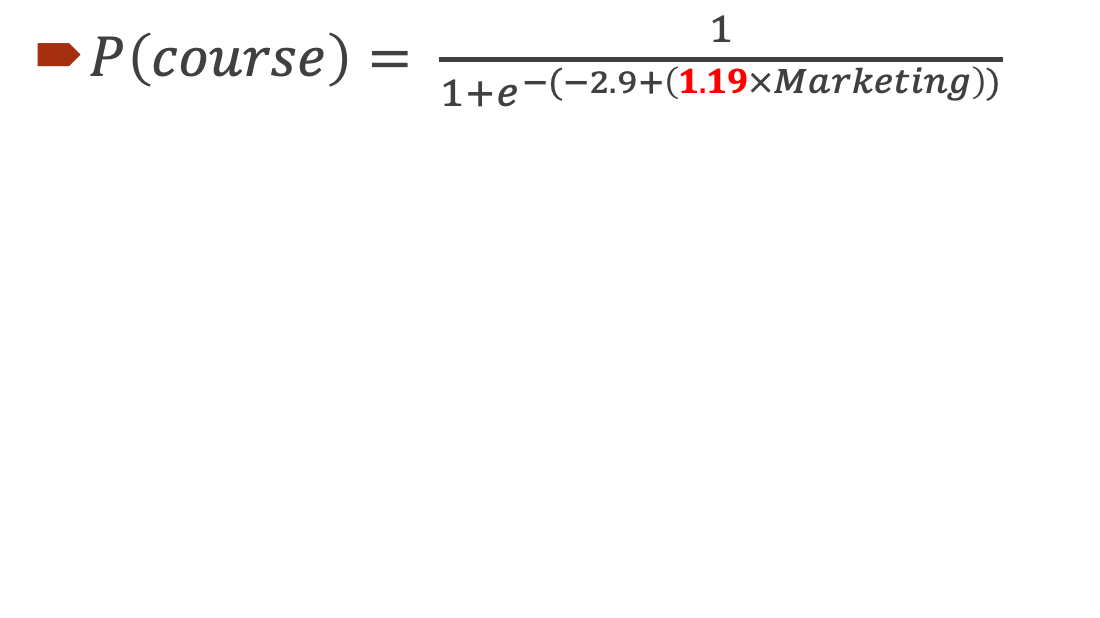 P(course) = 1 / 1+e^−(−2.9+(1.19×Marketing))